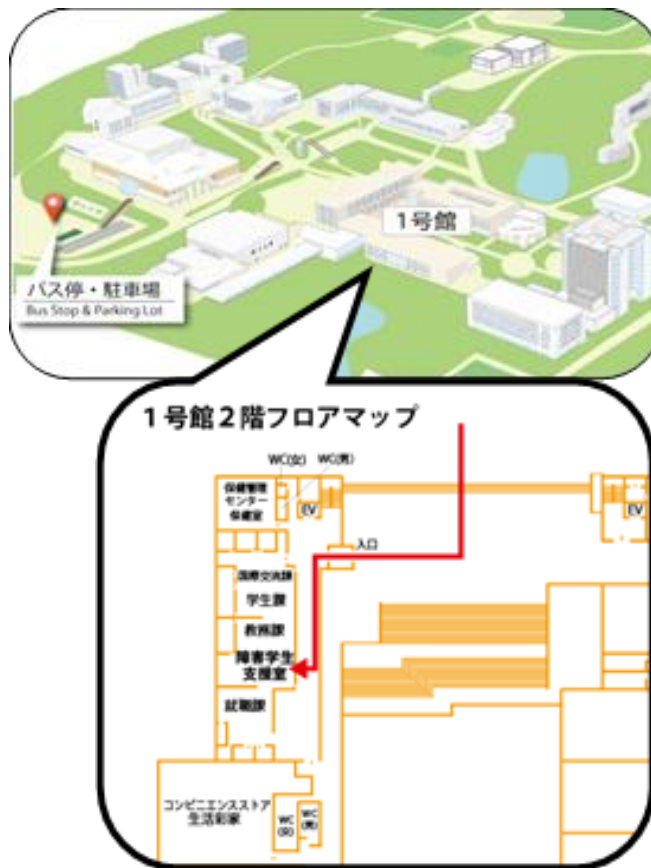 1号館
バス停・駐車場
Bus Stop & Parking Lot
1号館2階フロアマップ
WC(女) WC(男)
保健管理
センター
保健室
EV
EV
入口
国際交流課
学生課
教務課
障害学生
支援室
就職課
コンビニエンスストア
生活彩家
WC
(女)
WC
(男)